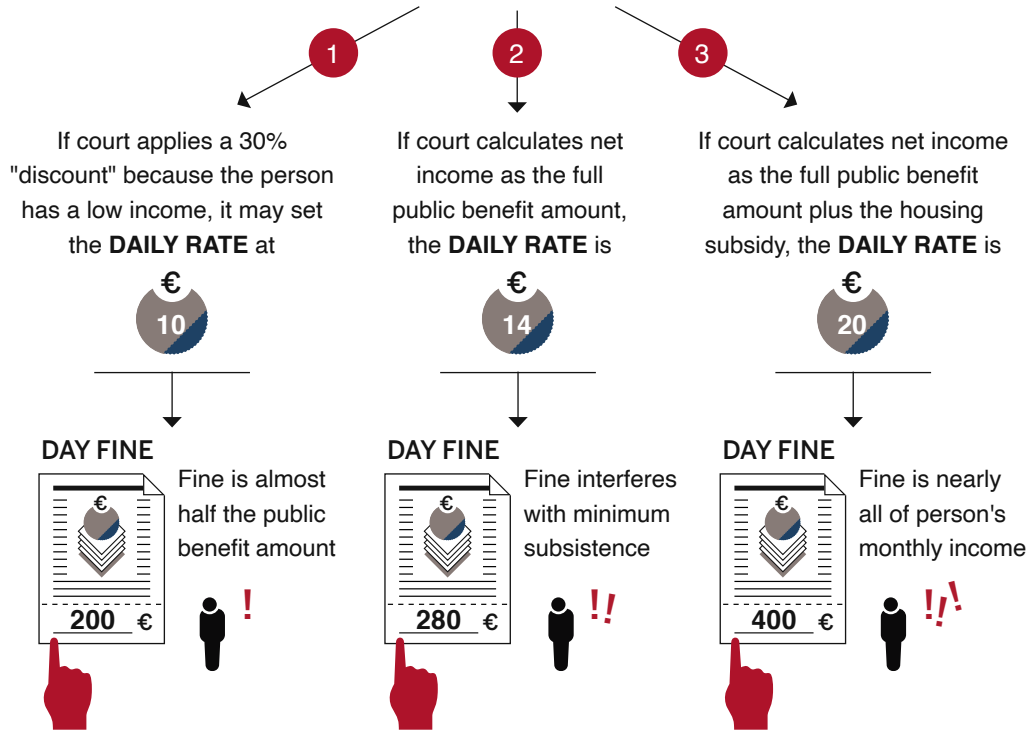 1
If court applies a 30%
"discount" because the person
has a low income, it may set
the DAILY RATE at
€
10
DAY FINE
€
200 €
Fine is almost
half the public
benefit amount
!
2
If court calculates net
income as the full
public benefit amount,
the DAILY RATE is
€
14
DAY FINE
€
280 €
Fine interferes
with minimum
subsistence
!!
3
If court calculates net income
as the full public benefit
amount plus the housing
subsidy, the DAILY RATE is
€
20
DAY FINE
€
400 €
Fine is nearly
all of person's
monthly income
!!!